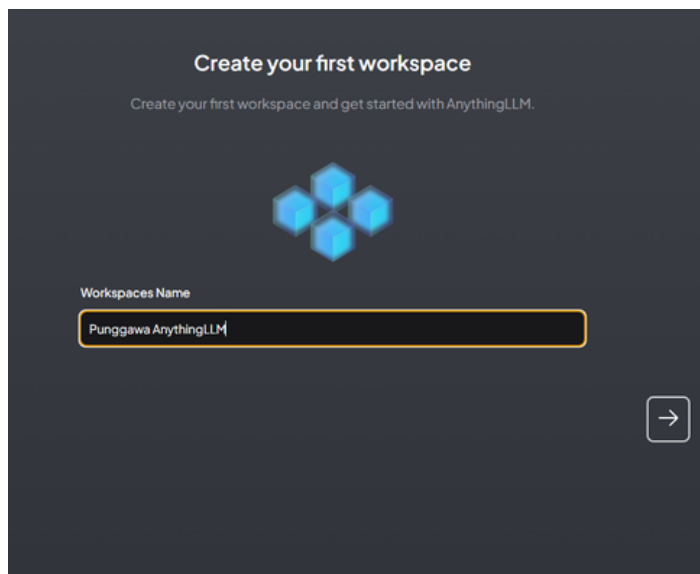 Create your first workspace
Create your first workspace and get started with AnythingLLM.
Workspaces Name
Punggawa AnythingLLM